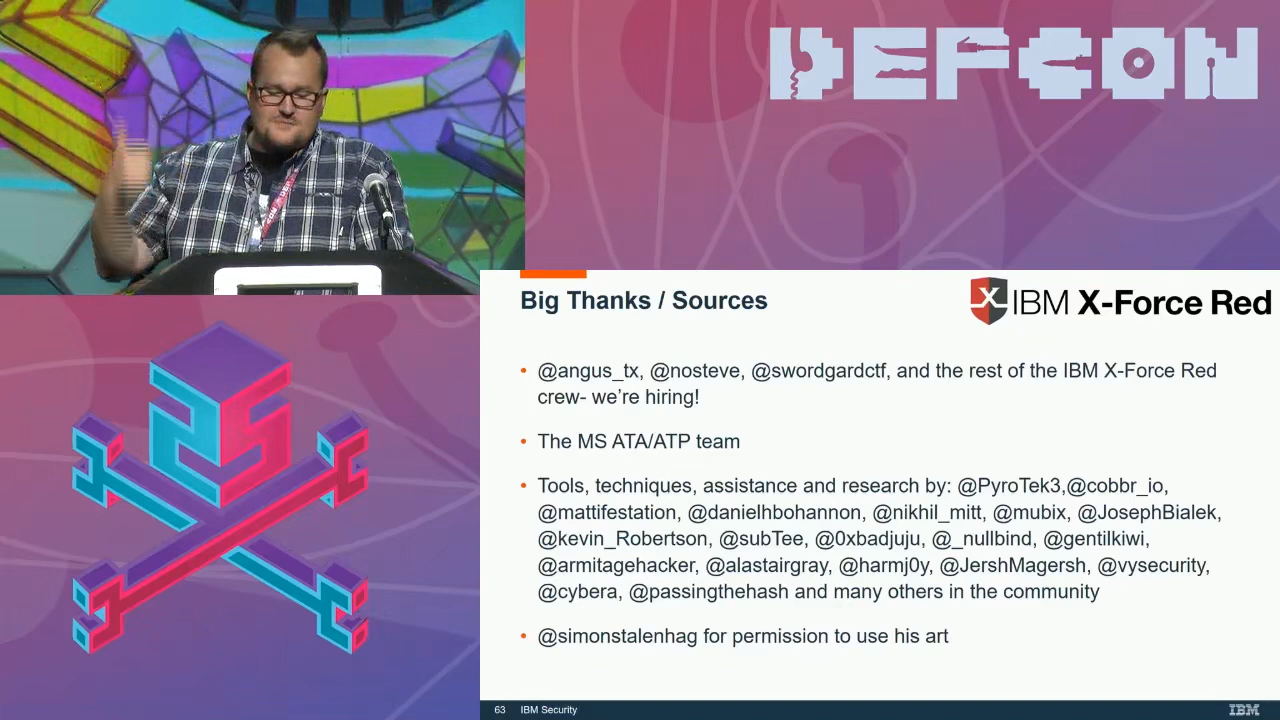 DEFCON
Big Thanks / Sources
X IBM X-Force Red
• @angus_tx, @nosteve, @swordgardctf, and the rest of the IBM X-Force Red
crew- we’re hiring!
• The MS ATA/ATP team
• Tools, techniques, assistance and research by: @PyroTek3,@cobbr_io,
@mattifestation, @danielhbohannon, @nikhil_mitt, @mubix, @JosephBialek,
@kevin_Robertson, @subTee, @0xbadjuju, @_nullbind, @gentilkiwi,
@armitagehacker, @alastairgray, @harmj0y, @JershMagersh, @vysecurity,
@cybera, @passingthehash and many others in the community
• @simonstalenhag for permission to use his art
63 IBM Security
IBM